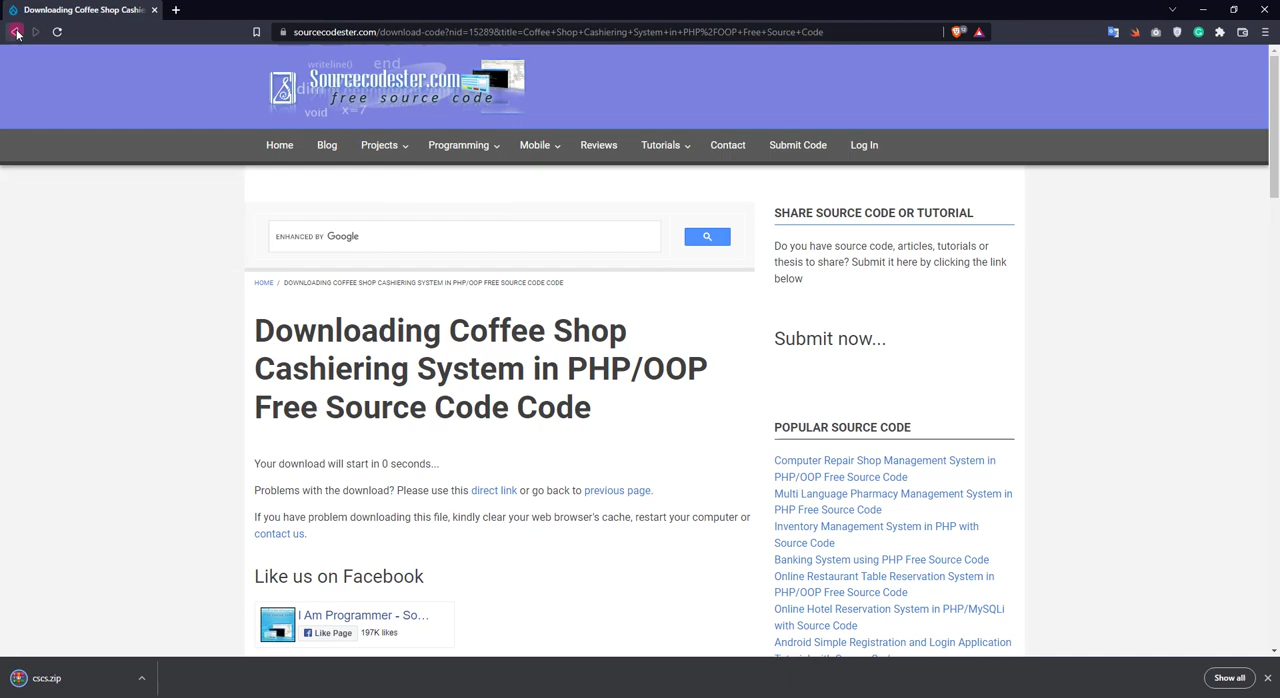 Downloading Coffee Shop Cashie
sourcecodester.com/download-code?nid=15289&title=Coffee+Shop+Cashiering+System+in+PHP%2FOOP+Free+Source+Code
writeline() end
Sourcecodester.com
dim
free source code
void x=7
Home Blog Projects Programming Mobile Reviews Tutorials Contact Submit Code Log In
ENHANCED BY Google
HOME / DOWNLOADING COFFEE SHOP CASHIERING SYSTEM IN PHP/OOP FREE SOURCE CODE CODE
Downloading Coffee Shop
Cashiering System in PHP/OOP
Free Source Code Code
Your download will start in 0 seconds...
Problems with the download? Please use this direct link or go back to previous page.
If you have problem downloading this file, kindly clear your web browser's cache, restart your computer or
contact us.
Like us on Facebook
I Am Programmer - So...
Like Page 197K likes
SHARE SOURCE CODE OR TUTORIAL
Do you have source code, articles, tutorials or
thesis to share? Submit it here by clicking the link
below
Submit now...
POPULAR SOURCE CODE
Computer Repair Shop Management System in
PHP/OOP Free Source Code
Multi Language Pharmacy Management System in
PHP Free Source Code
Inventory Management System in PHP with
Source Code
Banking System using PHP Free Source Code
Online Restaurant Table Reservation System in
PHP/OOP Free Source Code
Online Hotel Reservation System in PHP/MySQLi
with Source Code
Android Simple Registration and Login Application
cscs.zip
Show all